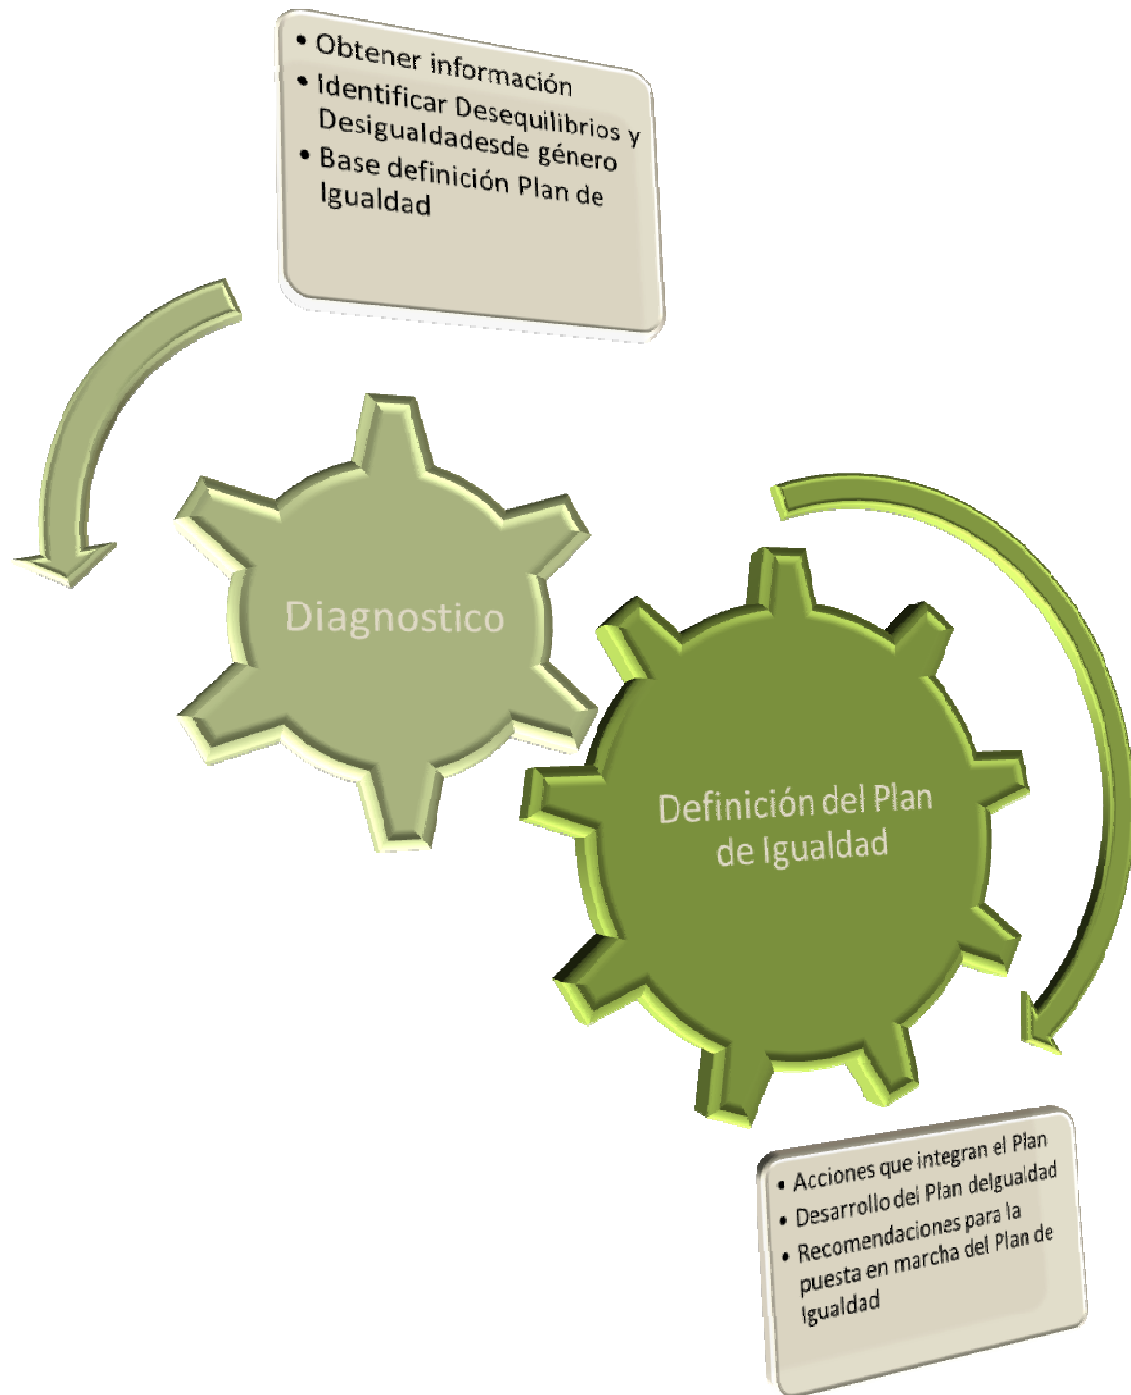 • Obtener información
• Identificar Desequilibrios y
Desigualdadesde género
• Base definición Plan de
Igualdad
Diagnostico
Definición del Plan
de Igualdad
• Acciones que integran el Plan
• Desarrollo del Plan deIgualdad
• Recomendaciones para la
puesta en marcha del Plan de
Igualdad